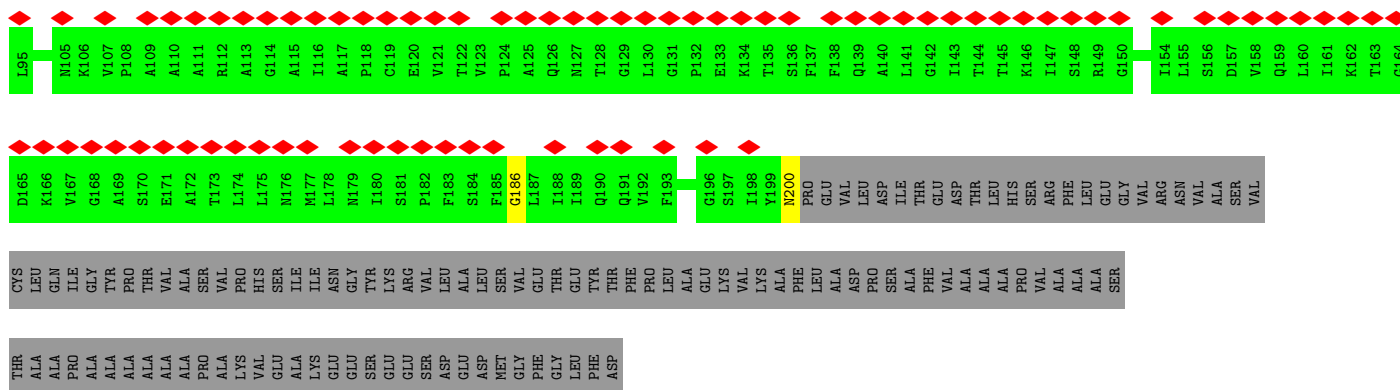 L95 N105 K106 V107 P108 A109 A110 A111 R112 A113 G114 A115 I116 A117 P118 C119 E120 V121 T122 V123 P124 A125 Q126 N127 T128 G129 L130 G131 P132 E133 K134 T135 S136 F137 F138 Q139 A140 L141 G142 I143 T144 T145 K146 I147 S148 R149 G150 I154 L155 S156 D157 V158 Q159 L160 I161 K162 T163 G164
D165 K166 V167 G168 A169 S170 E171 A172 T173 L174 L175 N176 M177 L178 N179 I180 S181 P182 F183 S184 F185 G186 L187 I188 I189 Q190 Q191 V192 F193 G196 S197 I198 Y199 N200 PRO GLU VAL LEU ASP ILE THR GLU ASP THR LEU HIS SER ARG PHE LEU GLU GLY VAL ARG ASN VAL ALA SER VAL
CYS LEU GLN ILE GLY TYR PRO THR VAL ALA SER VAL PRO HIS SER ILE ILE ASN GLY TYR LYS ARG VAL LEU ALA LEU SER VAL GLU THR GLU TYR THR PHE PRO LEU ALA GLU LYS VAL LYS ALA PHE LEU ALA ASP PRO SER ALA PHE VAL ALA ALA ALA PRO VAL ALA ALA ALA SER
THR ALA ALA PRO ALA ALA ALA ALA ALA ALA PRO ALA LYS VAL GLU ALA LYS GLU GLU SER GLU GLU SER ASP GLU ASP MET GLY PHE GLY LEU PHE ASP